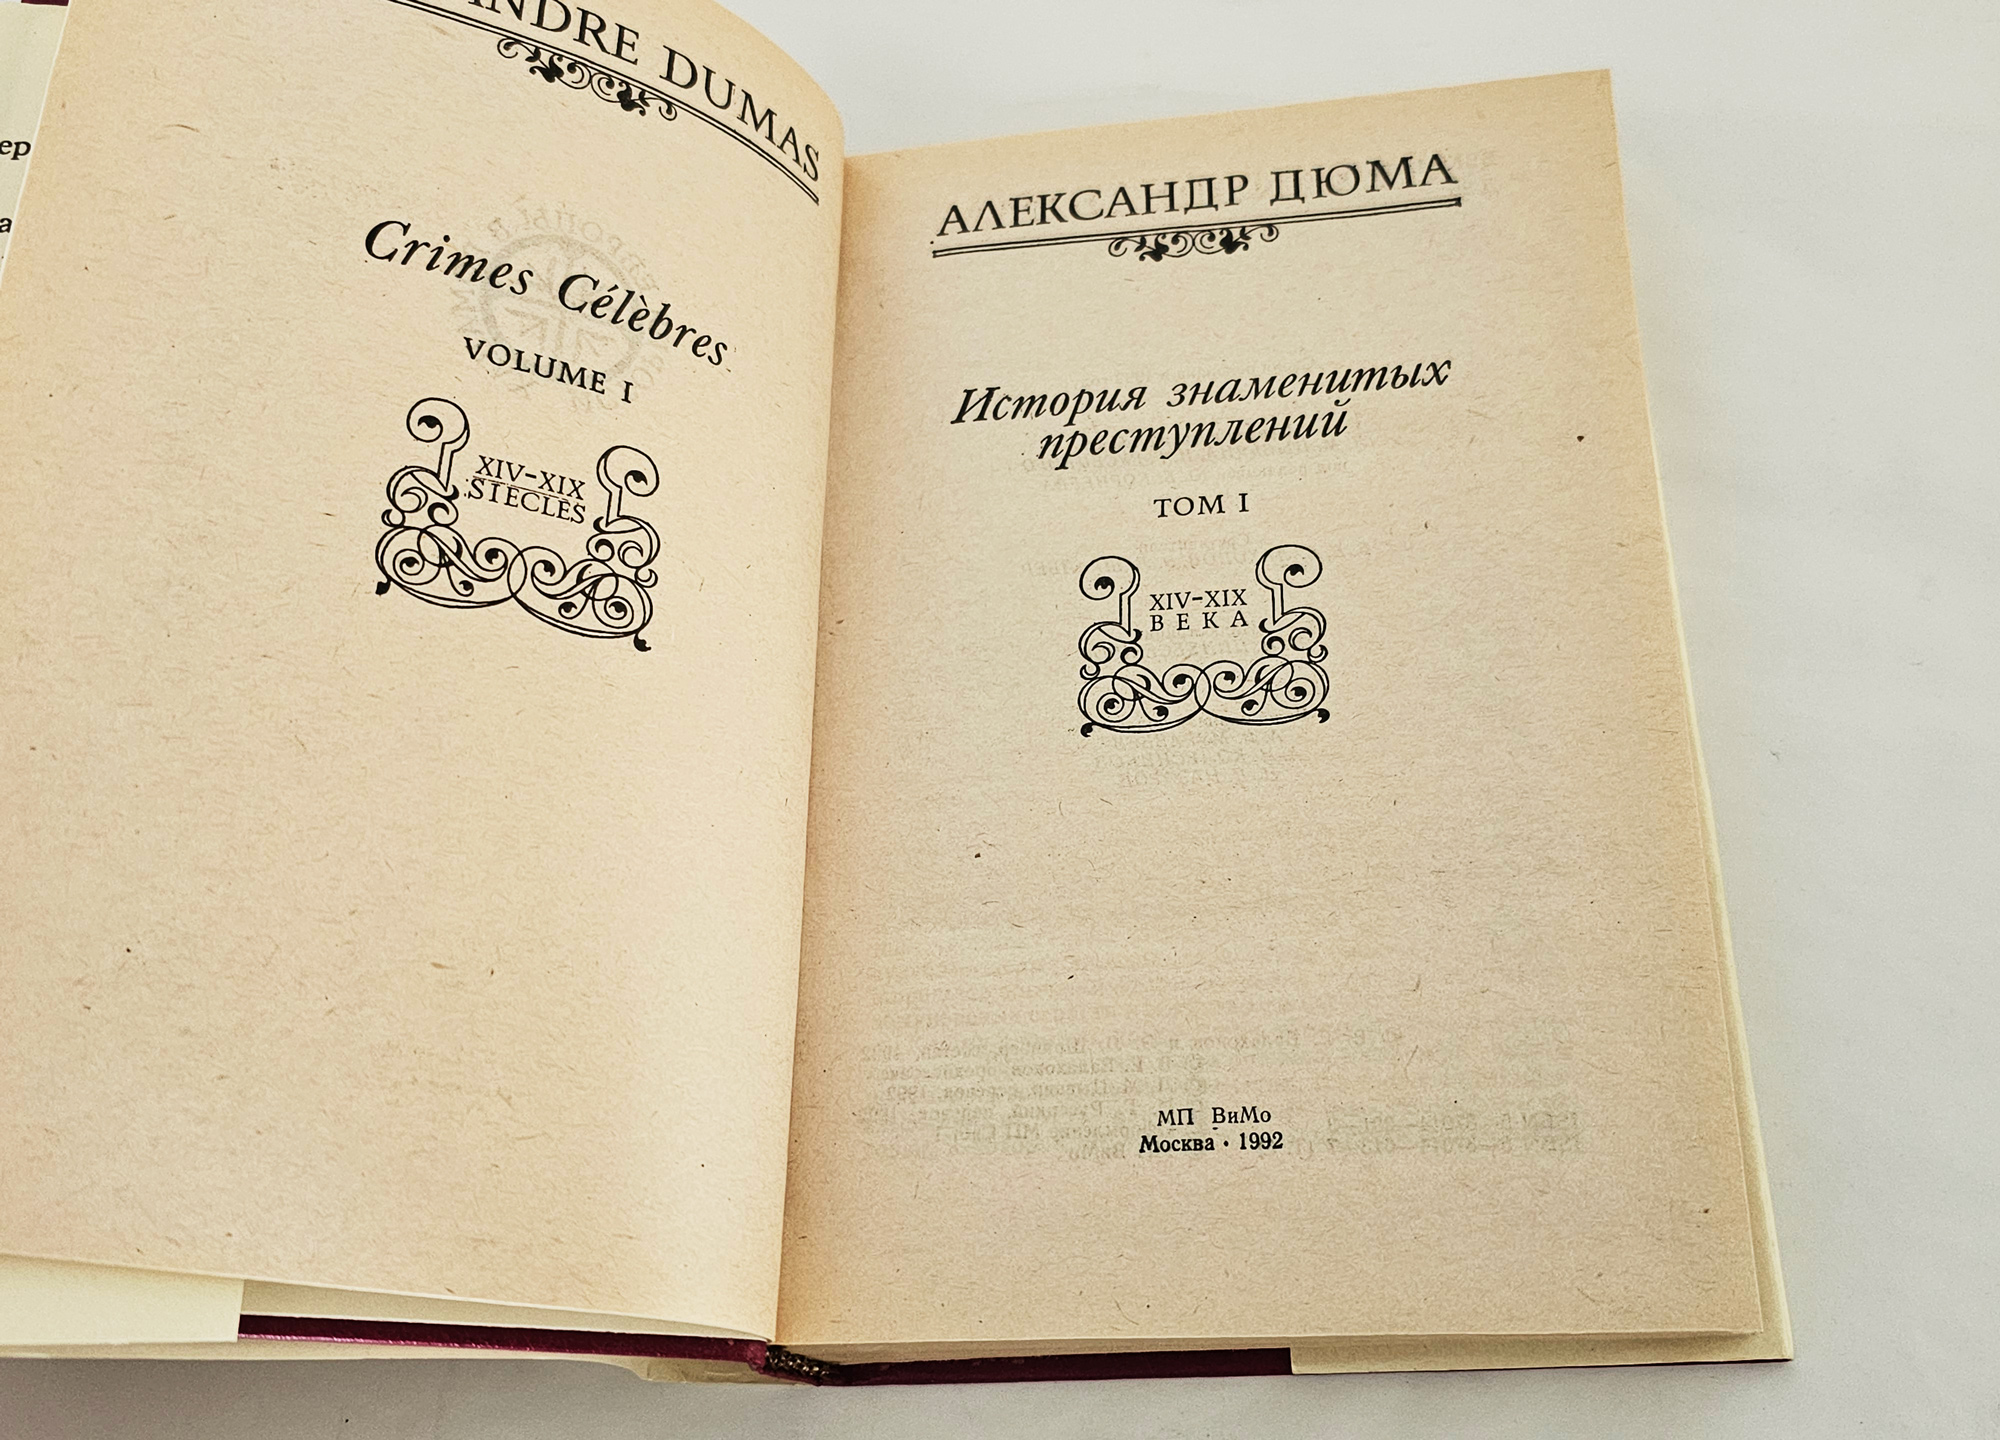 ер
а
ANDRE DUMAS
Crimes Célèbres
VOLUME I
XIV-XIX
SIECLES
АЛЕКСАНДР ДЮМА
История знаменитых
преступлений
ТОМ I
XIV-XIX
ВЕКА
МП ВиМо
Москва • 1992